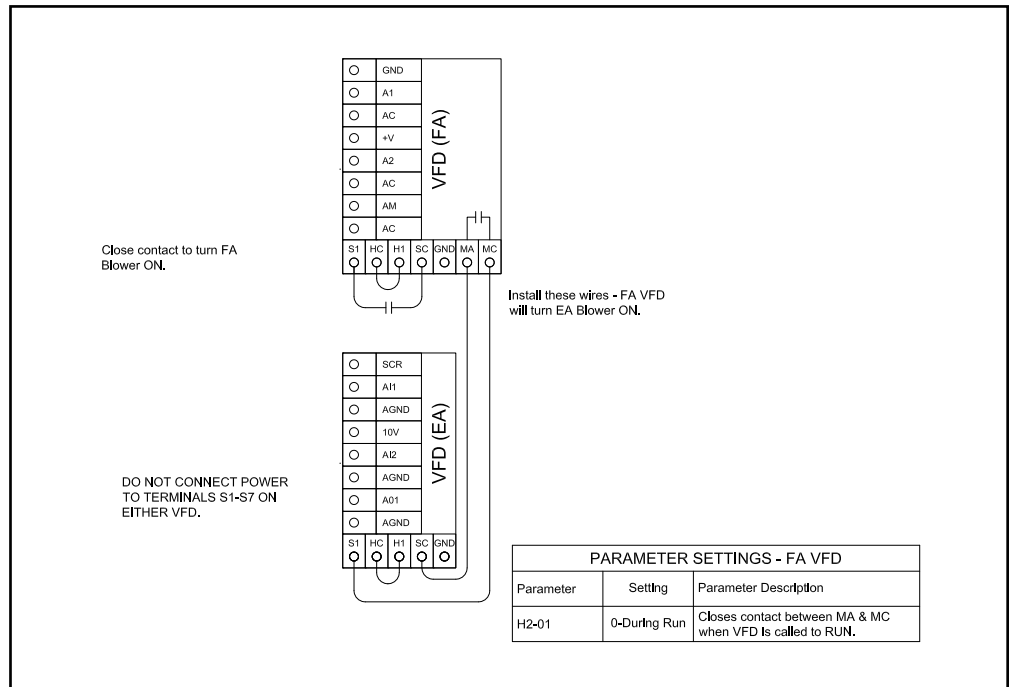 GND
A1
AC
+V
A2
AC
AM
AC
VFD (FA)
S1 HC H1 SC GND MA MC
Close contact to turn FA
Blower ON.
Install these wires - FA VFD
will turn EA Blower ON.
SCR
AI1
AGND
10V
AI2
AGND
A01
AGND
VFD (EA)
S1 HC H1 SC GND
DO NOT CONNECT POWER
TO TERMINALS S1-S7 ON
EITHER VFD.
PARAMETER SETTINGS - FA VFD
Parameter Setting Parameter Description
H2-01 0-During Run Closes contact between MA & MC
when VFD is called to RUN.